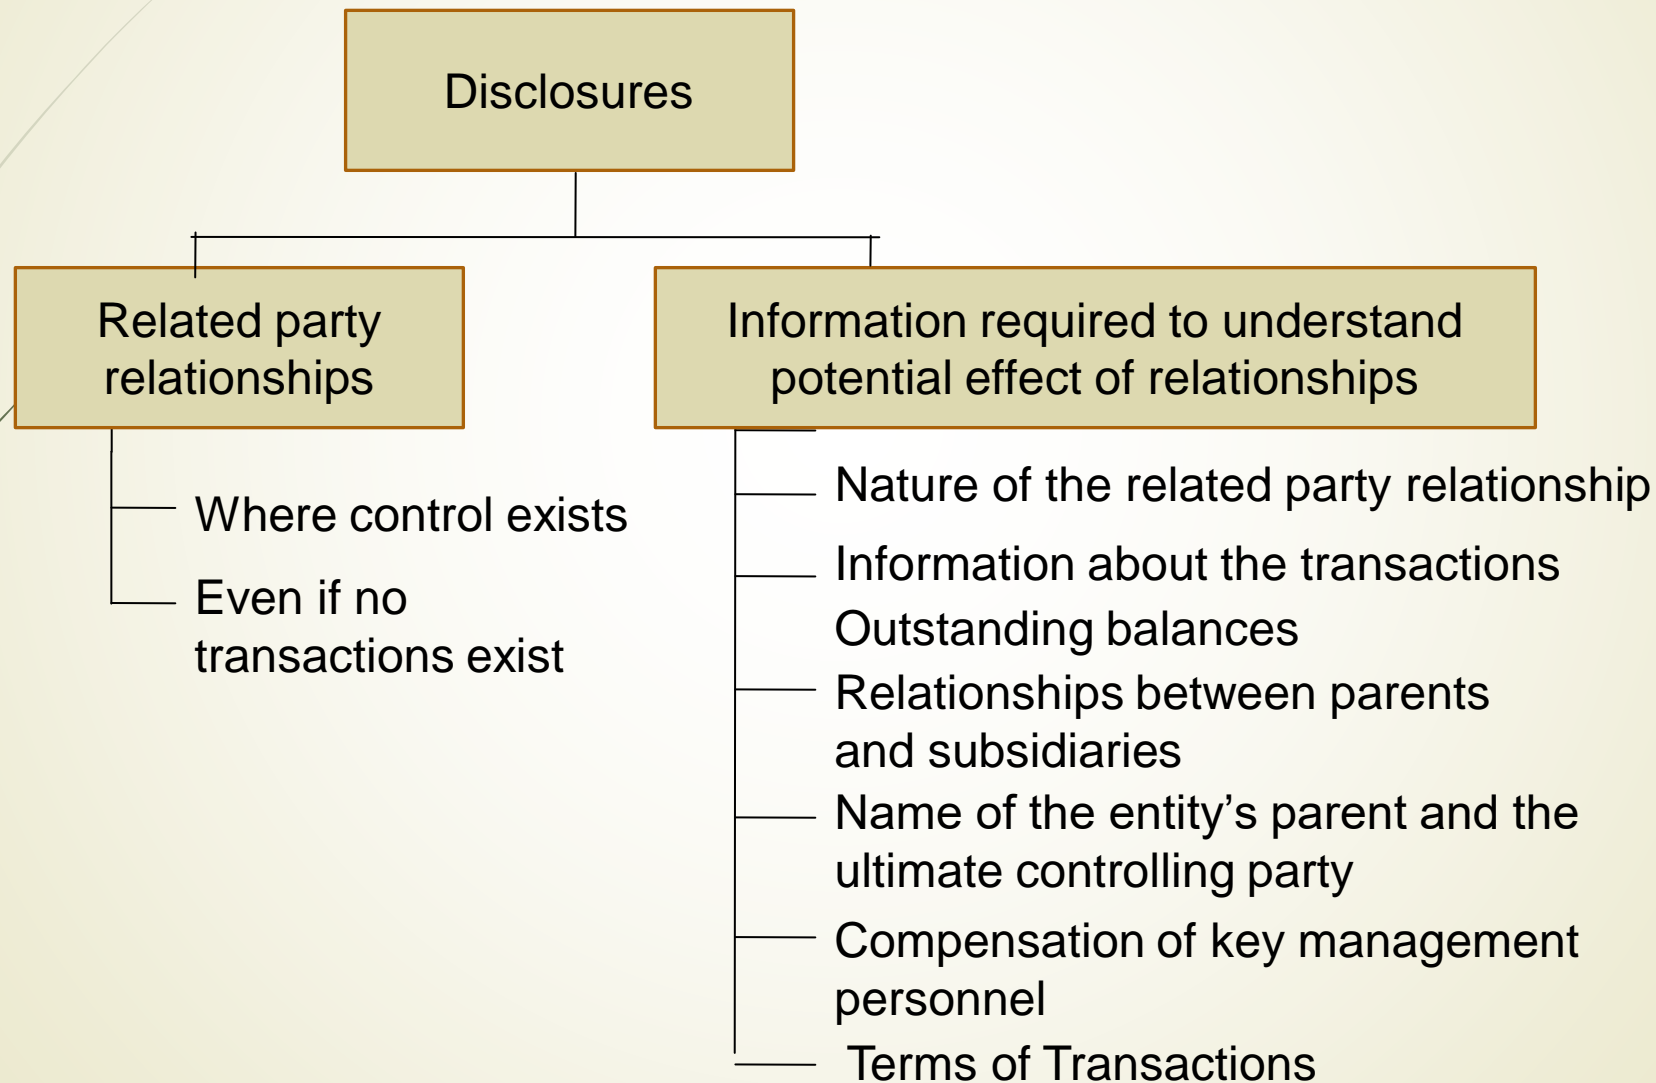 Disclosures
Related party
relationships
Where control exists
Even if no
transactions exist
Information required to understand
potential effect of relationships
Nature of the related party relationship
Information about the transactions
Outstanding balances
Relationships between parents
and subsidiaries
Name of the entity’s parent and the
ultimate controlling party
Compensation of key management
personnel
Terms of Transactions